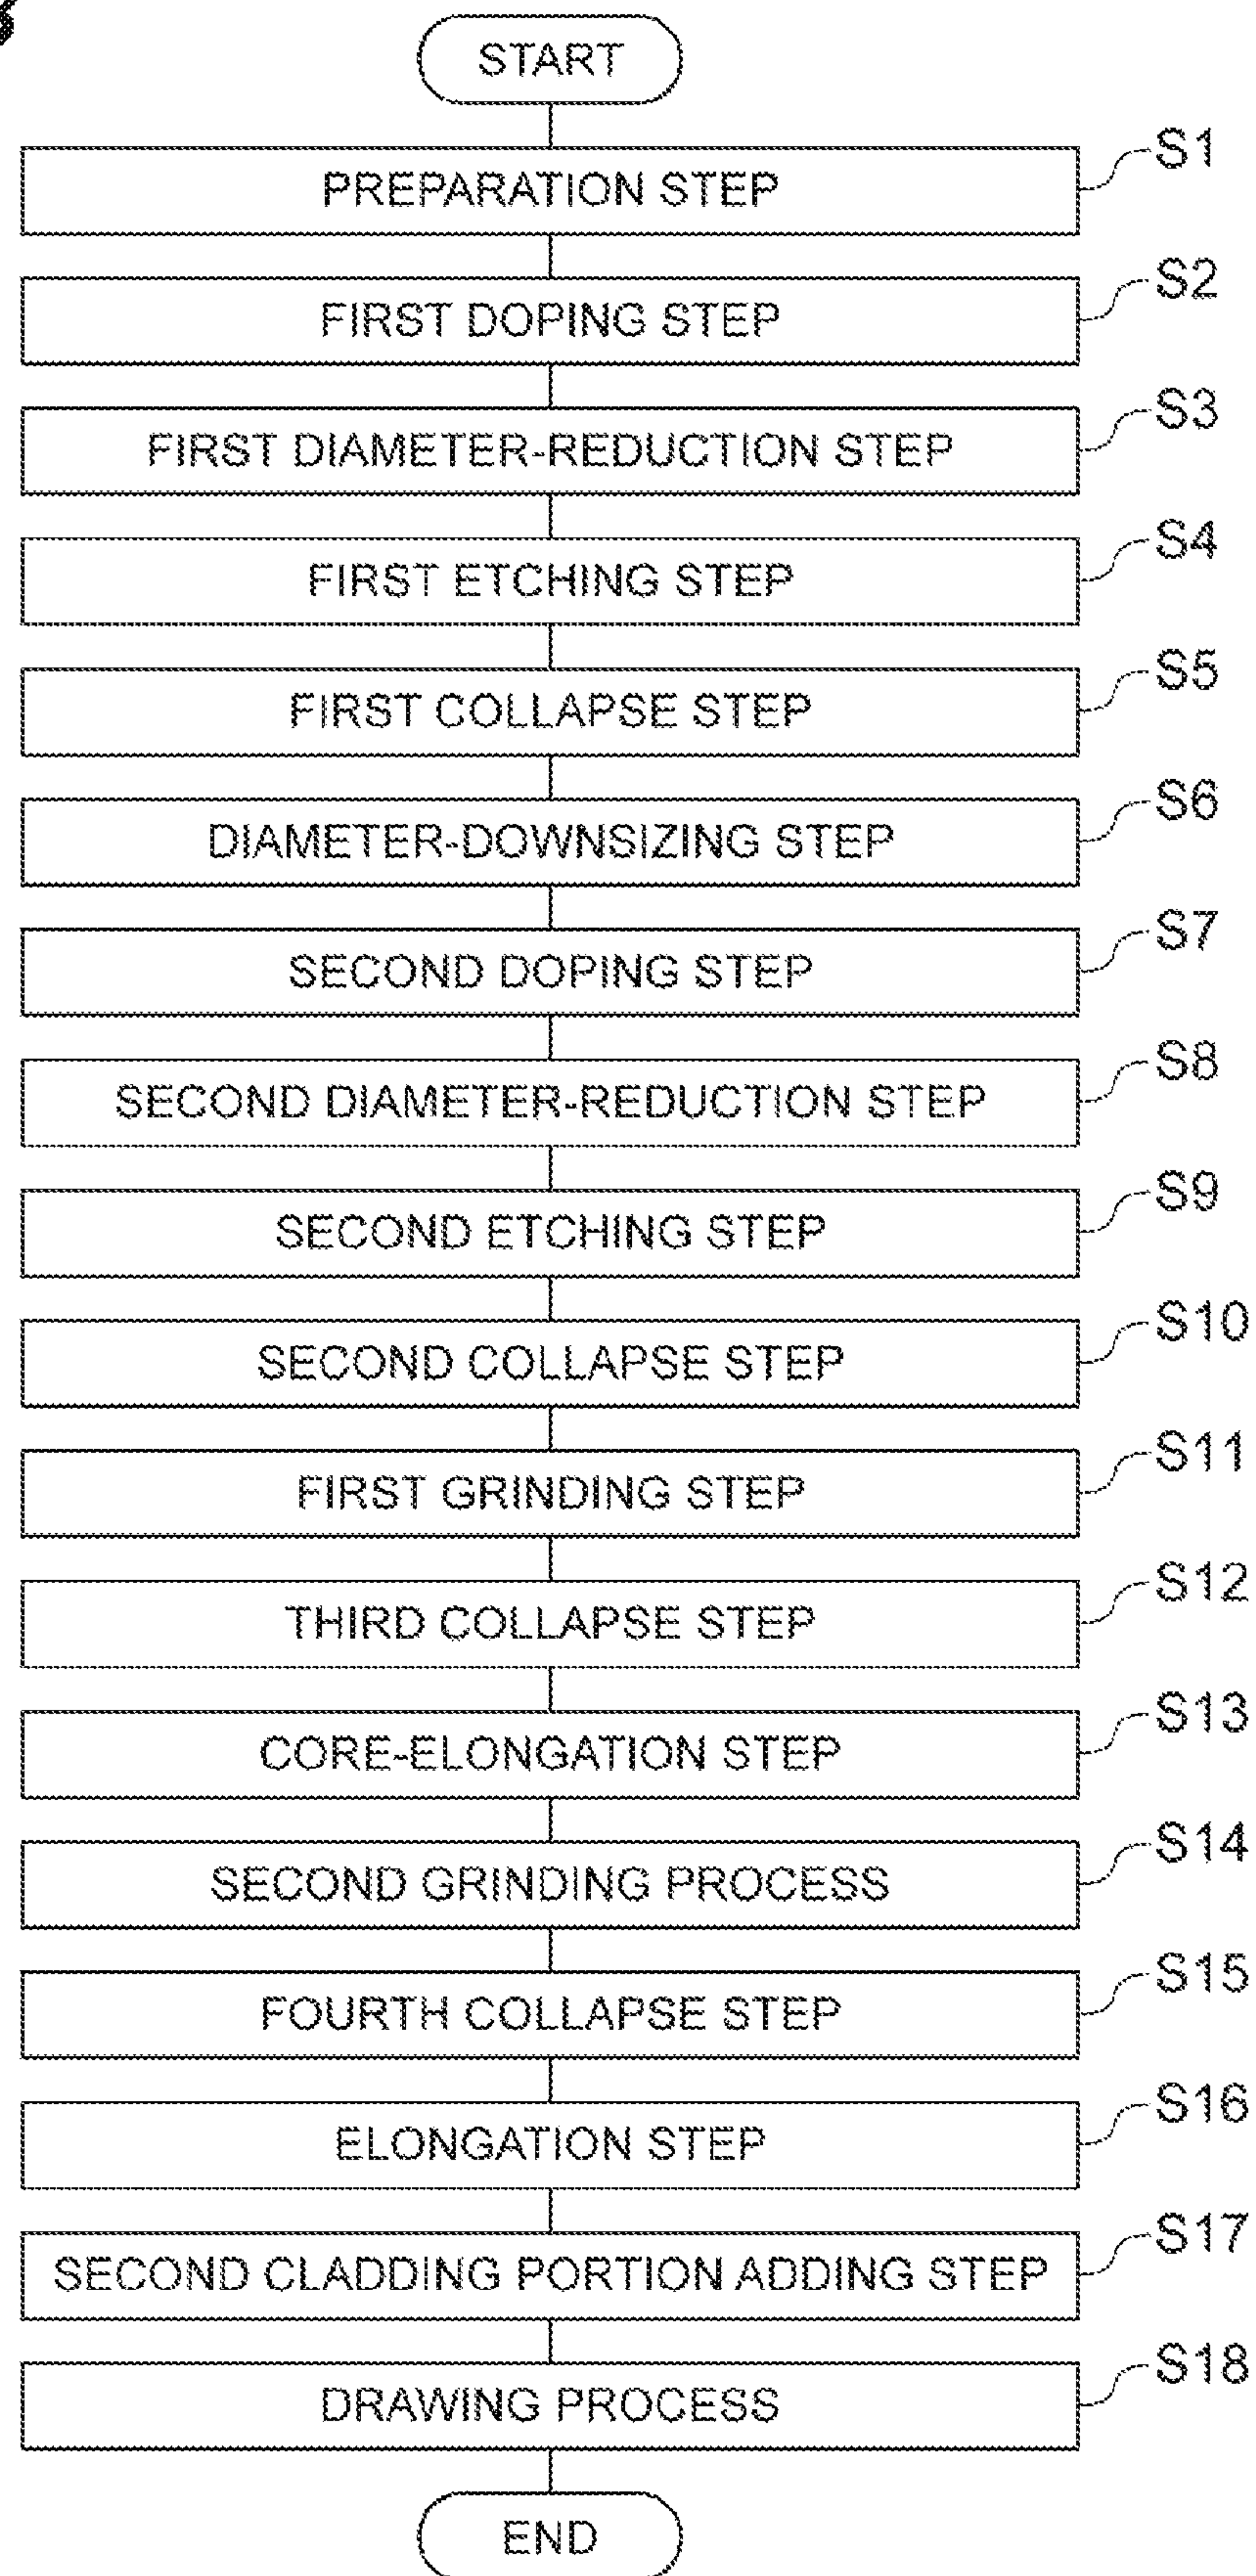 START
S1
PREPARATION STEP
S2
FIRST DOPING STEP
S3
FIRST DIAMETER-REDUCTION STEP
S4
FIRST ETCHING STEP
S5
FIRST COLLAPSE STEP
S6
DIAMETER-DOWNSIZING STEP
S7
SECOND DOPING STEP
S8
SECOND DIAMETER-REDUCTION STEP
S9
SECOND ETCHING STEP
S10
SECOND COLLAPSE STEP
S11
FIRST GRINDING STEP
S12
THIRD COLLAPSE STEP
S13
CORE-ELONGATION STEP
S14
SECOND GRINDING PROCESS
S15
FOURTH COLLAPSE STEP
S16
ELONGATION STEP
S17
SECOND CLADDING PORTION ADDING STEP
S18
DRAWING PROCESS
END